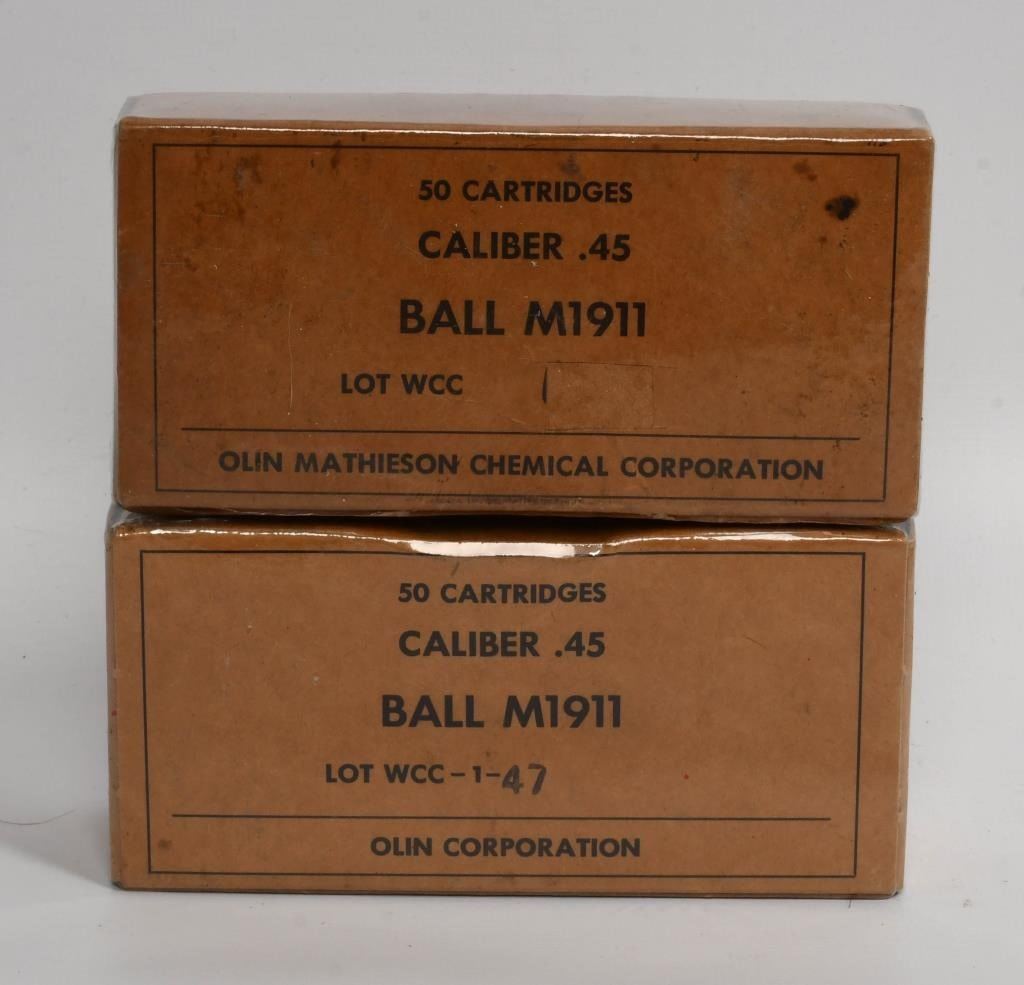 50 CARTRIDGES
CALIBER .45
BALL M1911
LOT WCC 1
OLIN MATHIESON CHEMICAL CORPORATION
50 CARTRIDGES
CALIBER .45
BALL M1911
LOT WCC-1-47
OLIN CORPORATION